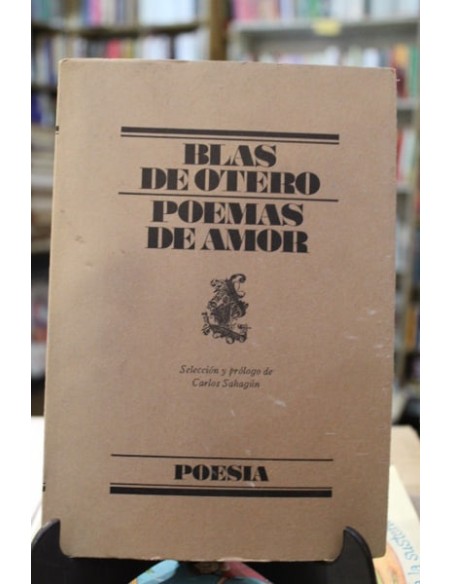 BLAS
DE OTERO
POEMAS
DE AMOR
Selección y prólogo de
Carlos Sahagún
POESIA